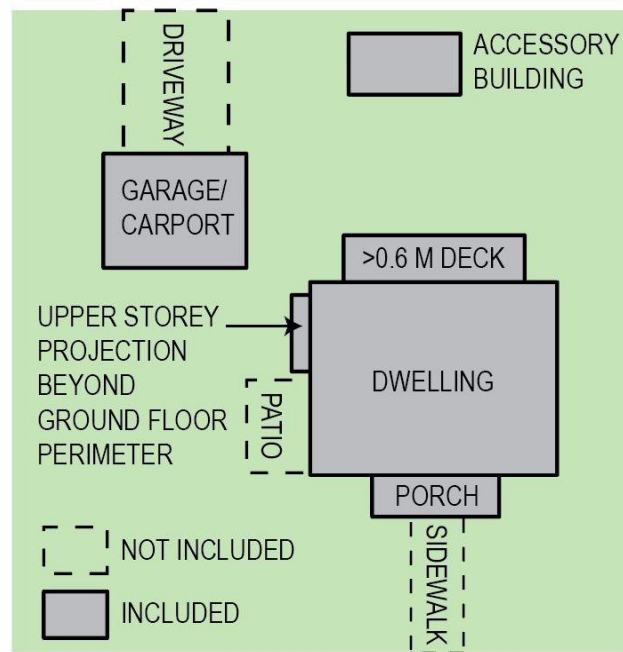 DRIVEWAY
ACCESSORY
BUILDING
GARAGE/
CARPORT
>0.6 M DECK
UPPER STOREY
PROJECTION
BEYOND
GROUND FLOOR
PERIMETER
DWELLING
PATIO
PORCH
SIDEWALK
NOT INCLUDED
INCLUDED